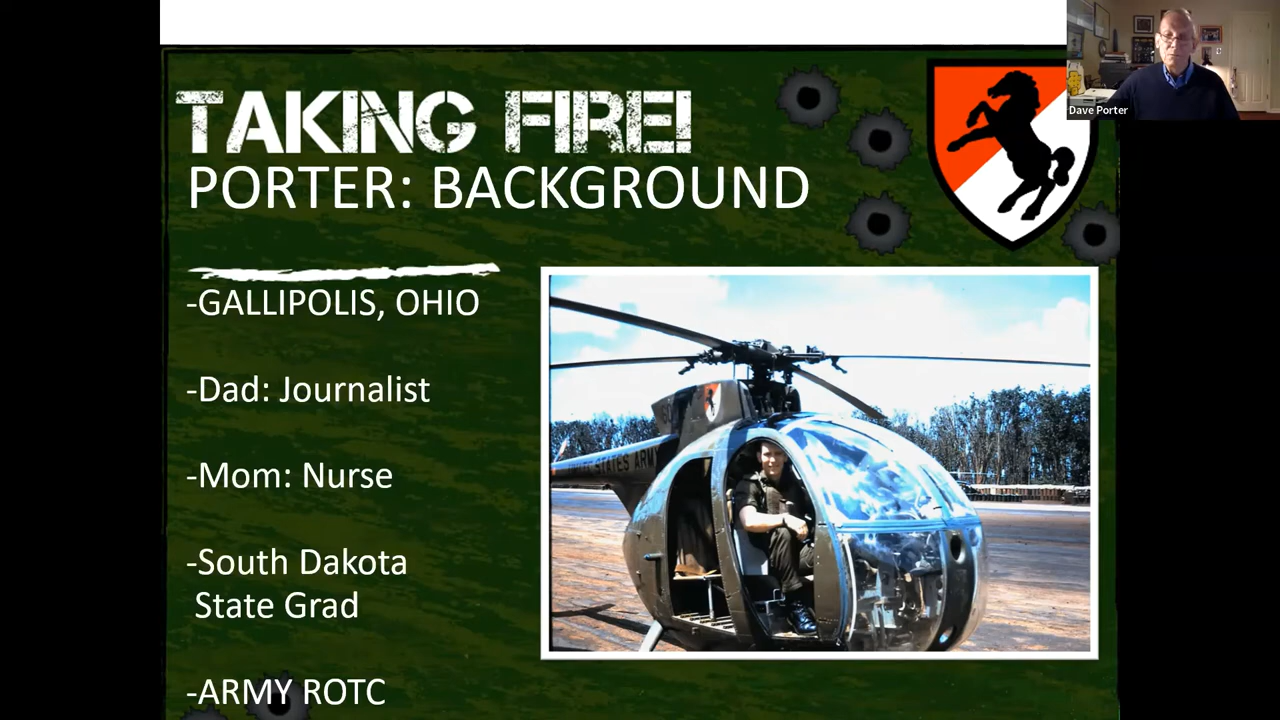 Dave Porter
TAKING FIRE!
PORTER: BACKGROUND
-GALLIPOLIS, OHIO
-Dad: Journalist
-Mom: Nurse
-South Dakota
State Grad
-ARMY ROTC
STATES ARMY